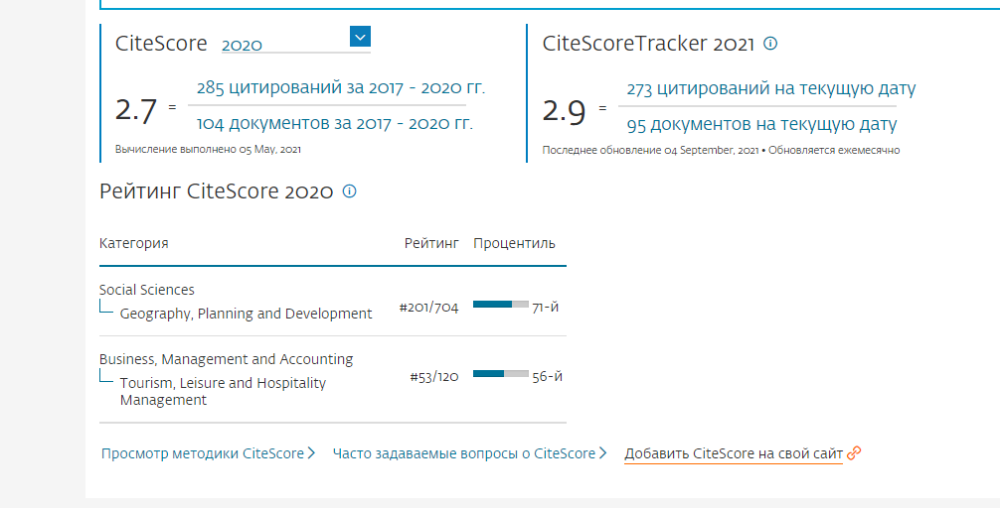 CiteScore 2020
2.7 = 285 цитирований за 2017 - 2020 гг.
104 документов за 2017 - 2020 гг.
Вычисление выполнено 05 May, 2021
CiteScoreTracker 2021
2.9 = 273 цитирований на текущую дату
95 документов на текущую дату
Последнее обновление 04 September, 2021 • Обновляется ежемесячно
Рейтинг CiteScore 2020
Категория Рейтинг Процентиль
Social Sciences
Geography, Planning and Development #201/704 71-й
Business, Management and Accounting
Tourism, Leisure and Hospitality #53/120 56-й
Management
Просмотр методики CiteScore Часто задаваемые вопросы о CiteScore Добавить CiteScore на свой сайт